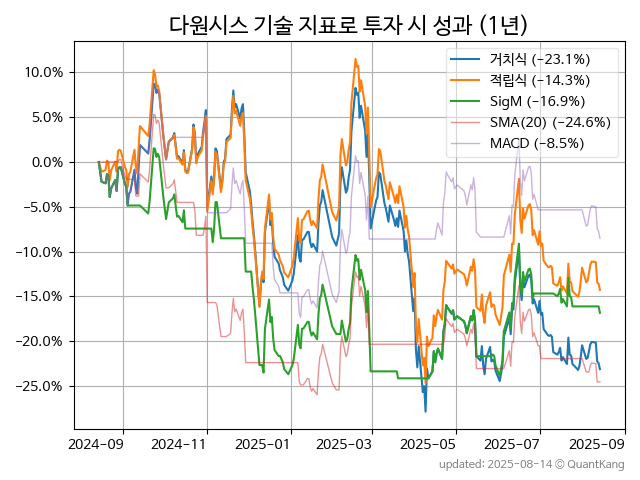 다원시스 기술 지표로 투자 시 성과 (1년)
거치식 (−23.1%)
적립식 (−14.3%)
SigM (−16.9%)
SMA(20) (−24.6%)
MACD (−8.5%)
10.0%
5.0%
0.0%
−5.0%
−10.0%
−15.0%
−20.0%
−25.0%
2024-09 2024-11 2025-01 2025-03 2025-05 2025-07 2025-09
updated: 2025-08-14 © QuantKang